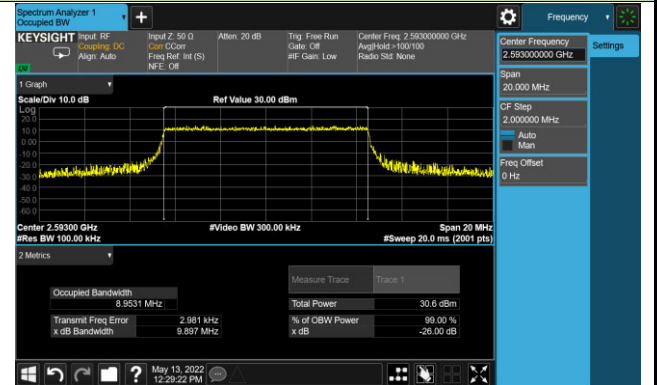 Spectrum Analyzer 1
Occupied BW
Frequency
KEYSIGHT
Input: RF
Coupling: DC
Align: Auto
Input Z: 50 Ω
Corr CCorr
Freq Ref: Int (S)
NFE: Off
Atten: 20 dB
Trig: Free Run
Gate: Off
#IF Gain: Low
Center Freq: 2.593000000 GHz
Avg|Hold:>100/100
Radio Std: None
Center Frequency
2.593000000 GHz
Settings
Span
20.000 MHz
CF Step
2.000000 MHz
Auto
Man
Freq Offset
0 Hz
1 Graph
Scale/Div 10.0 dB
Ref Value 30.00 dBm
Log
20.0
10.0
0.00
-10.0
-20.0
-30.0
-40.0
-50.0
-60.0
Center 2.59300 GHz
#Video BW 300.00 kHz
Span 20 MHz
#Res BW 100.00 kHz
#Sweep 20.0 ms (2001 pts)
2 Metrics
Measure Trace
Trace 1
Occupied Bandwidth
8.9531 MHz
Total Power
30.6 dBm
Transmit Freq Error
2.981 kHz
% of OBW Power
99.00 %
x dB Bandwidth
9.897 MHz
x dB
-26.00 dB
May 13, 2022
12:29:22 PM